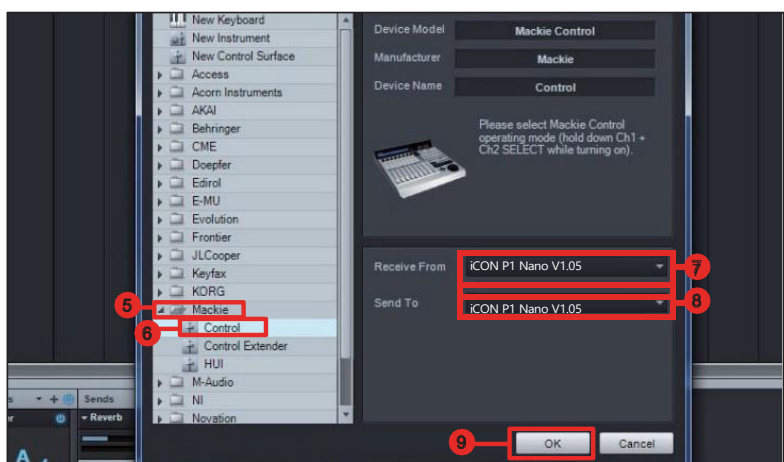 New Keyboard
New Instrument
New Control Surface
Access
Acorn Instruments
AKAI
Behringer
CME
Doepfer
Edirol
E-MU
Evolution
Frontier
JLCooper
Keyfax
KORG
5 Mackie
6 Control
Control Extender
HUI
M-Audio
NI
Novation
Device Model Mackie Control
Manufacturer Mackie
Device Name Control
Please select Mackie Control
operating mode (hold down Ch1 +
Ch2 SELECT while turning on).
Receive From iCON P1 Nano V1.05 7
Send To iCON P1 Nano V1.05 8
9 OK Cancel
s Sends
r Reverb
A